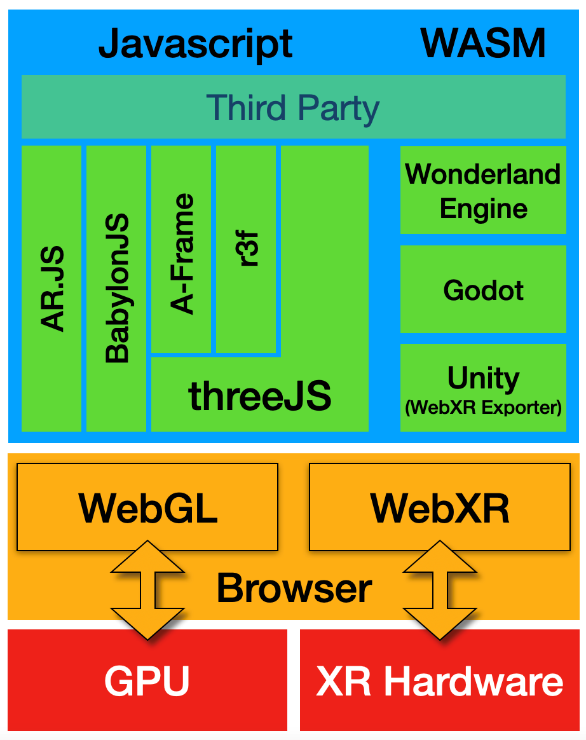 Javascript
WASM
Third Party
AR.JS
BabylonJS
A-Frame
r3f
threeJS
Wonderland
Engine
Godot
Unity
(WebXR Exporter)
WebGL
WebXR
Browser
GPU
XR Hardware